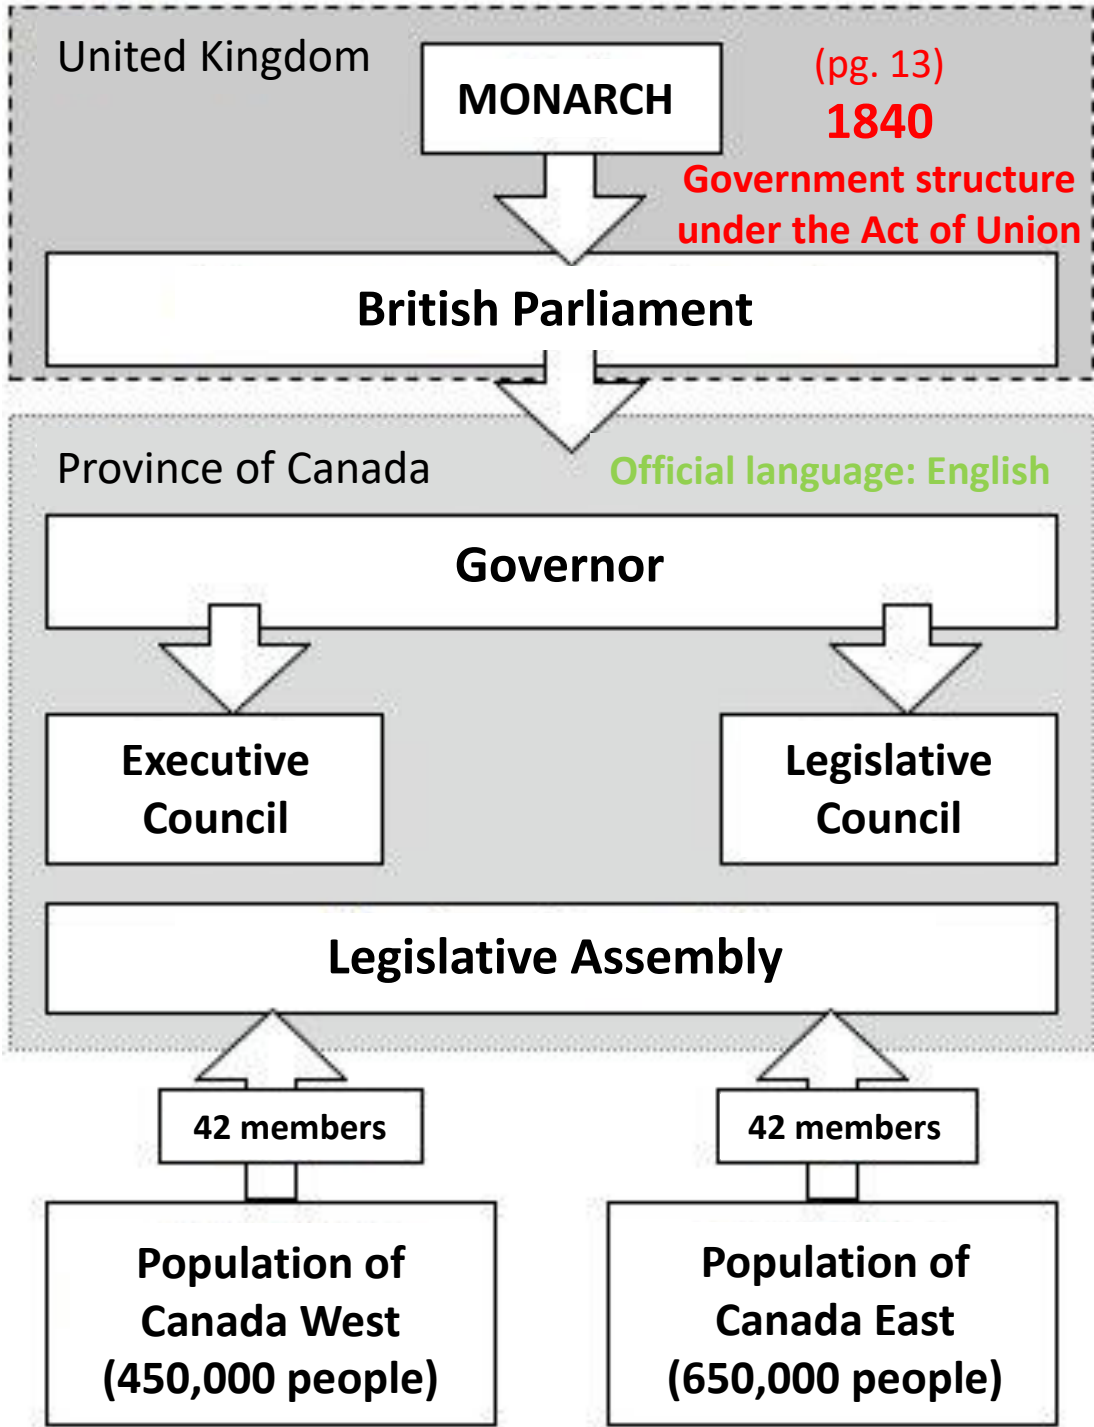 United Kingdom
MONARCH
(pg. 13)
1840
Government structure
under the Act of Union
British Parliament
Province of Canada
Official language: English
Governor
Executive
Council
Legislative
Council
Legislative Assembly
42 members
42 members
Population of
Canada West
(450,000 people)
Population of
Canada East
(650,000 people)